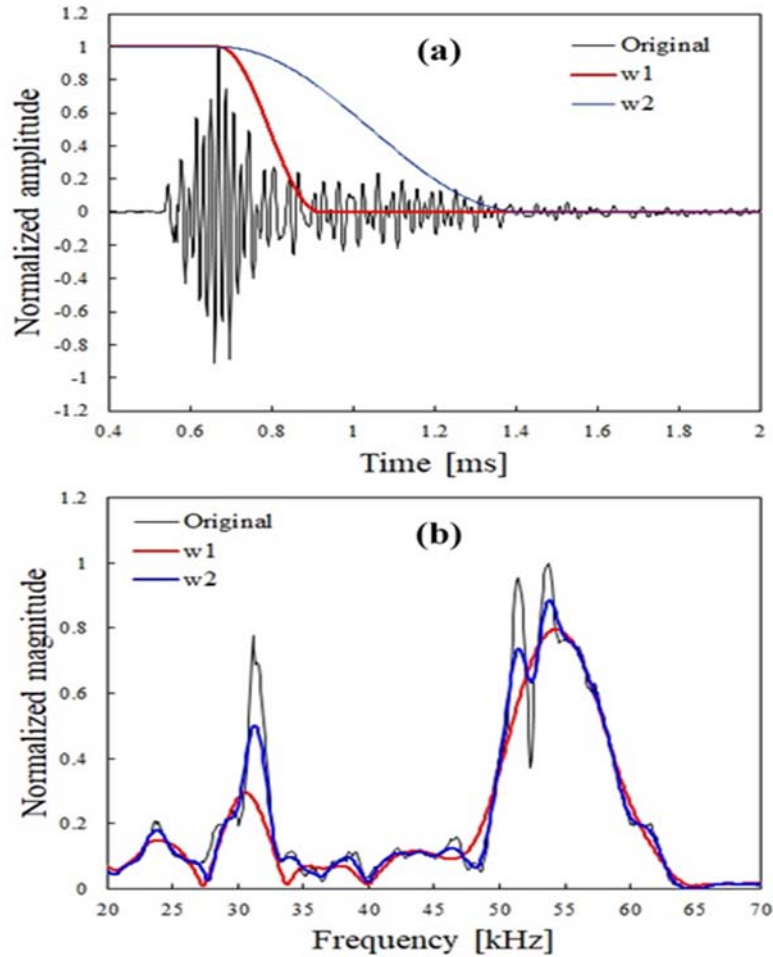 (a)
Original
w1
w2
Normalized amplitude
1.2
1
0.8
0.6
0.4
0.2
0
-0.2
-0.4
-0.6
-0.8
-1
-1.2
0.4 0.6 0.8 1 1.2 1.4 1.6 1.8 2
Time [ms]
(b)
Original
w1
w2
Normalized magnitude
1.2
1
0.8
0.6
0.4
0.2
0
20 25 30 35 40 45 50 55 60 65 70
Frequency [kHz]